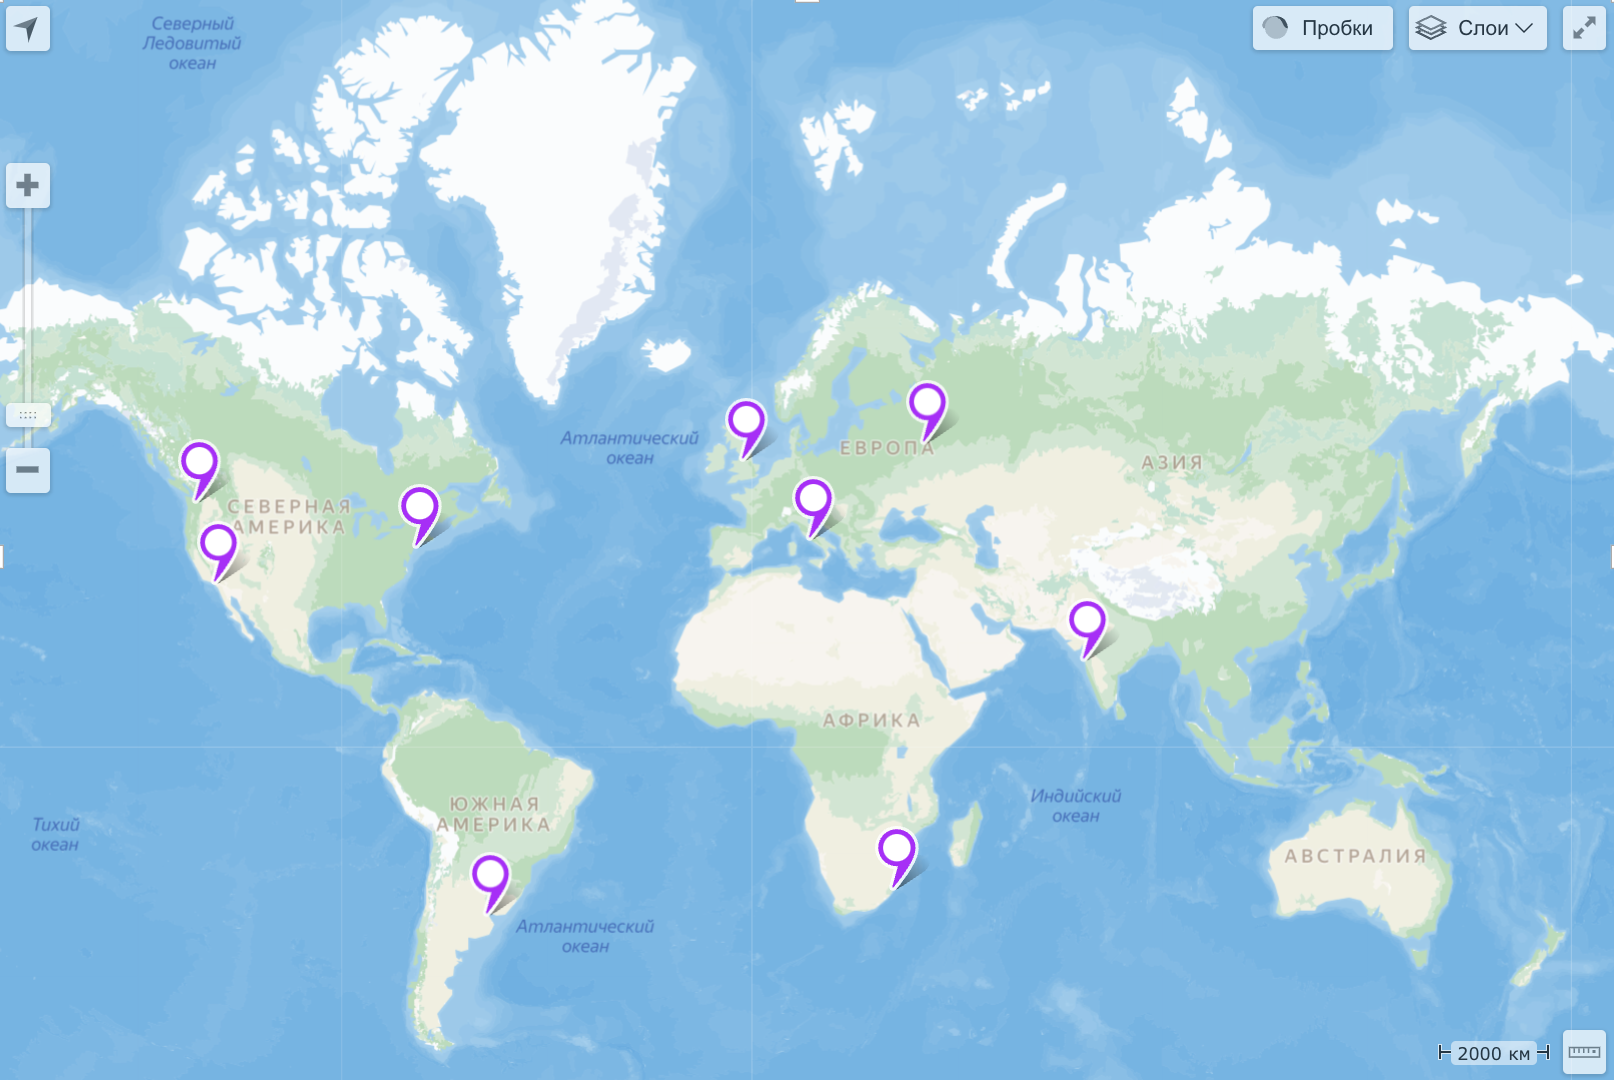 Северный
Ледовитый
океан
Пробки
Слои
Атлантический
океан
ЕВРОПА
АЗИЯ
СЕВЕРНАЯ
АМЕРИКА
АФРИКА
Индийский
океан
ЮЖНАЯ
АМЕРИКА
Тихий
океан
АВСТРАЛИЯ
Атлантический
океан
2000 км